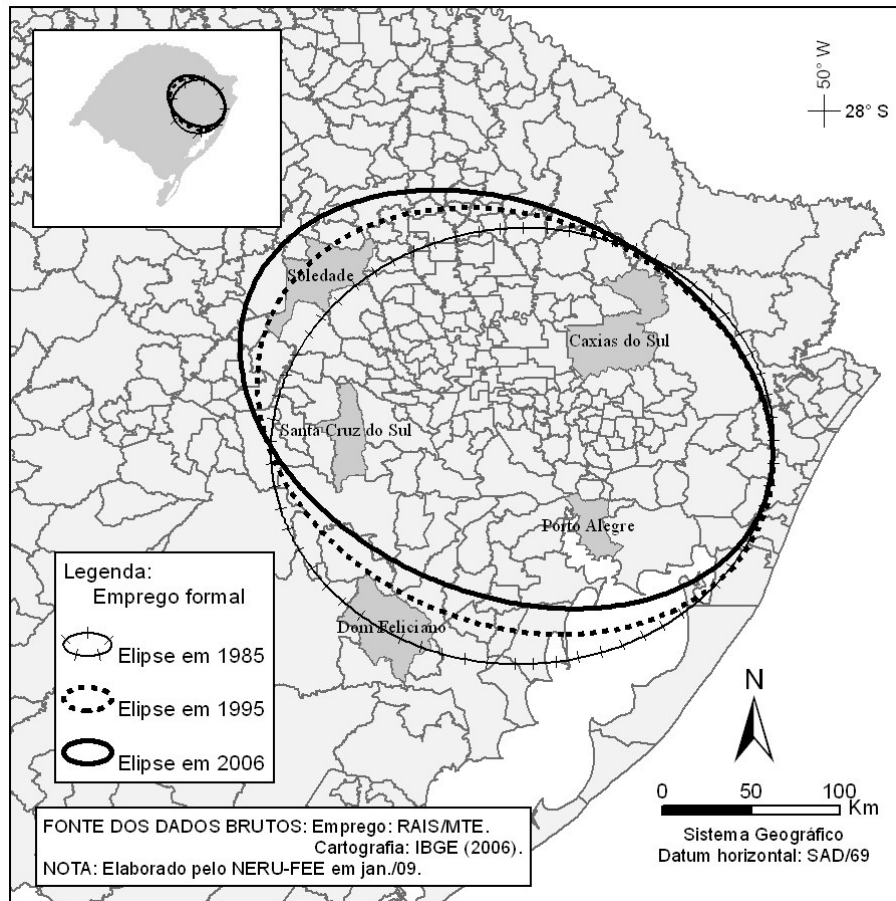 50° W
28° S
Soledade
Caxias do Sul
Santa Cruz do Sul
Porto Alegre
Dom Feliciano
Legenda:
Emprego formal
Elipse em 1985
Elipse em 1995
Elipse em 2006
N
0 50 100
Km
Sistema Geográfico
Datum horizontal: SAD/69
FONTE DOS DADOS BRUTOS: Emprego: RAIS/MTE.
Cartografia: IBGE (2006).
NOTA: Elaborado pelo NERU-FEE em jan./09.